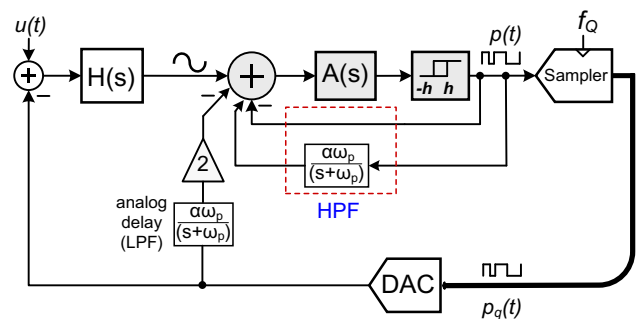 u(t)
f_Q
p(t)
+
H(s)
+
A(s)
-h h
Sampler
−
−
−
2
αω_p
(s+ω_p)
HPF
analog
delay
(LPF)
αω_p
(s+ω_p)
DAC
p_q(t)